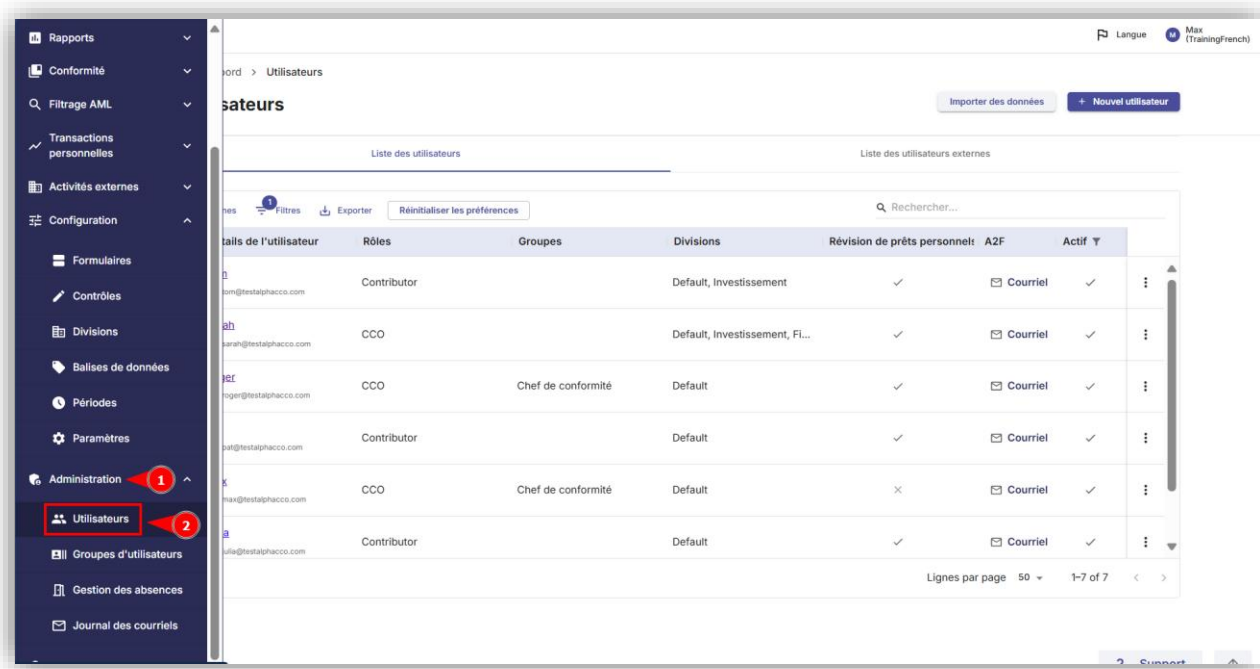 Rapports
Conformité
Filtrage AML
Transactions
personnelles
Activités externes
Configuration
Formulaires
Contrôles
Divisions
Balises de données
Périodes
Paramètres
Administration 1
Utilisateurs 2
Groupes d'utilisateurs
Gestion des absences
Journal des courriels
Langue M Max
(TrainingFrench)
ord > Utilisateurs
sateurs
Importer des données + Nouvel utilisateur
Liste des utilisateurs Liste des utilisateurs externes
nes 1 Filtres Exporter Réinitialiser les préférences Rechercher...
tails de l'utilisateur Rôles Groupes Divisions Révision de prêts personnels A2F Actif
Contributor Default, Investissement Courriel
om@testalphacco.com
ah CCO Default, Investissement, Fi... Courriel
sarah@testalphacco.com
ger CCO Chef de conformité Default Courriel
roger@testalphacco.com
Contributor Default Courriel
pat@testalphacco.com
x CCO Chef de conformité Default Courriel
max@testalphacco.com
a Contributor Default Courriel
ulia@testalphacco.com
Lignes par page 50 1–7 of 7 < >
? Support